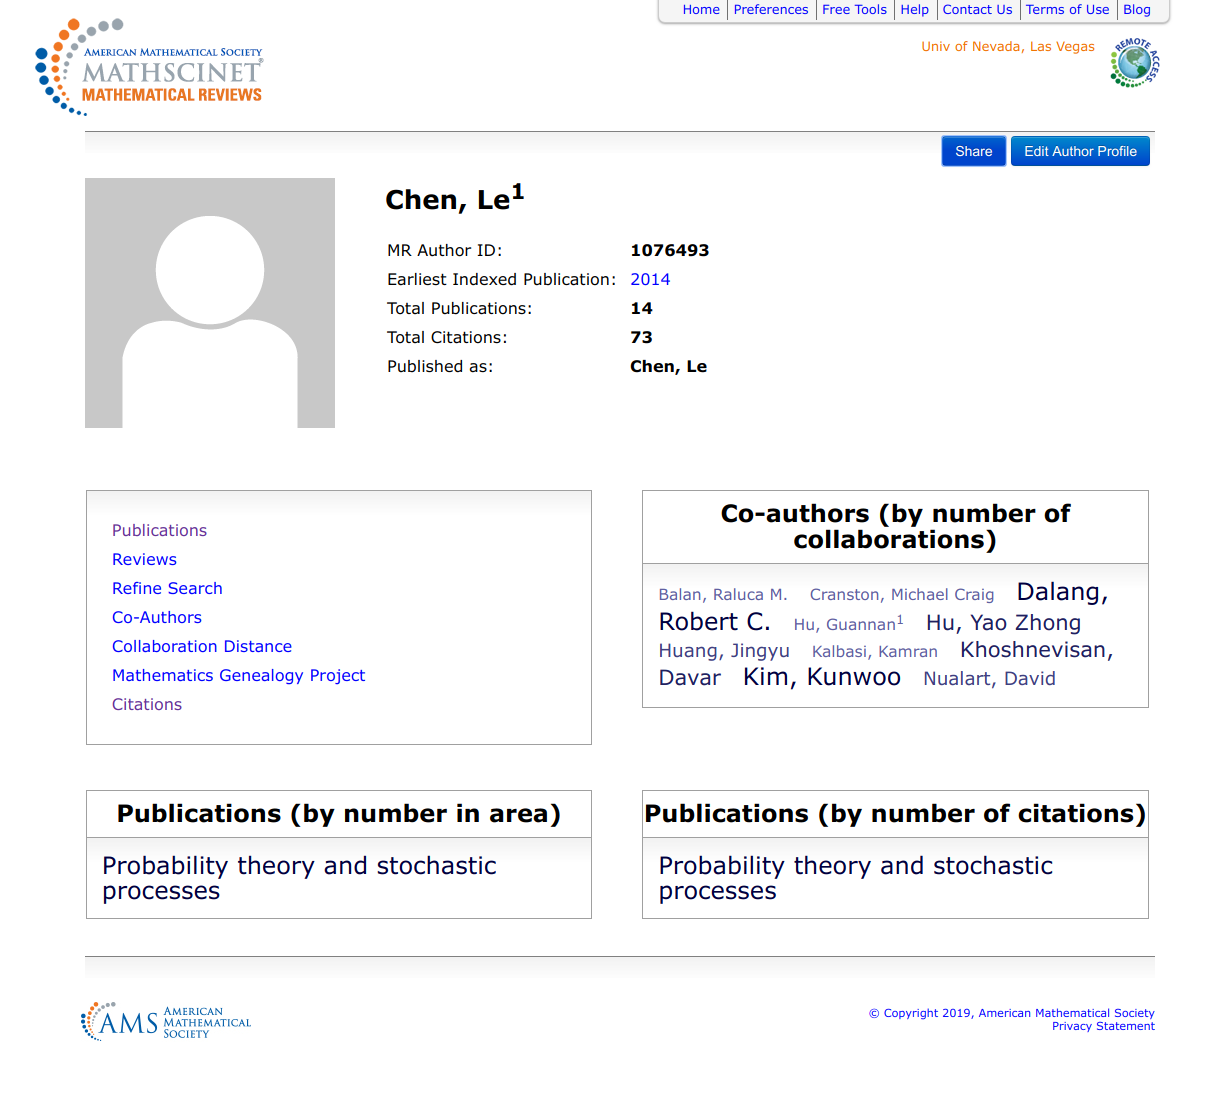 Home Preferences Free Tools Help Contact Us Terms of Use Blog
Univ of Nevada, Las Vegas
REMOTE ACCESS
AMERICAN MATHEMATICAL SOCIETY
MATHSCINET®
MATHEMATICAL REVIEWS
Share Edit Author Profile
Chen, Le1
MR Author ID: 1076493
Earliest Indexed Publication: 2014
Total Publications: 14
Total Citations: 73
Published as: Chen, Le
Publications
Reviews
Refine Search
Co-Authors
Collaboration Distance
Mathematics Genealogy Project
Citations
Co-authors (by number of
collaborations)
Balan, Raluca M. Cranston, Michael Craig Dalang,
Robert C. Hu, Guannan1 Hu, Yao Zhong
Huang, Jingyu Kalbasi, Kamran Khoshnevisan,
Davar Kim, Kunwoo Nualart, David
Publications (by number in area)
Probability theory and stochastic
processes
Publications (by number of citations)
Probability theory and stochastic
processes
AMS AMERICAN
MATHEMATICAL
SOCIETY
© Copyright 2019, American Mathematical Society
Privacy Statement